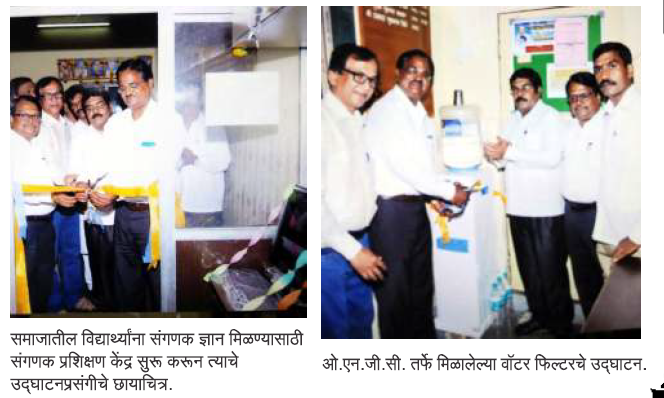 समाजातील विद्यार्थ्यांना संगणक ज्ञान मिळण्यासाठी
संगणक प्रशिक्षण केंद्र सुरू करून त्याचे
उद्घाटनप्रसंगीचे छायाचित्र.
ओ.एन.जी.सी. तर्फे मिळालेल्या वॉटर फिल्टरचे उद्घाटन.